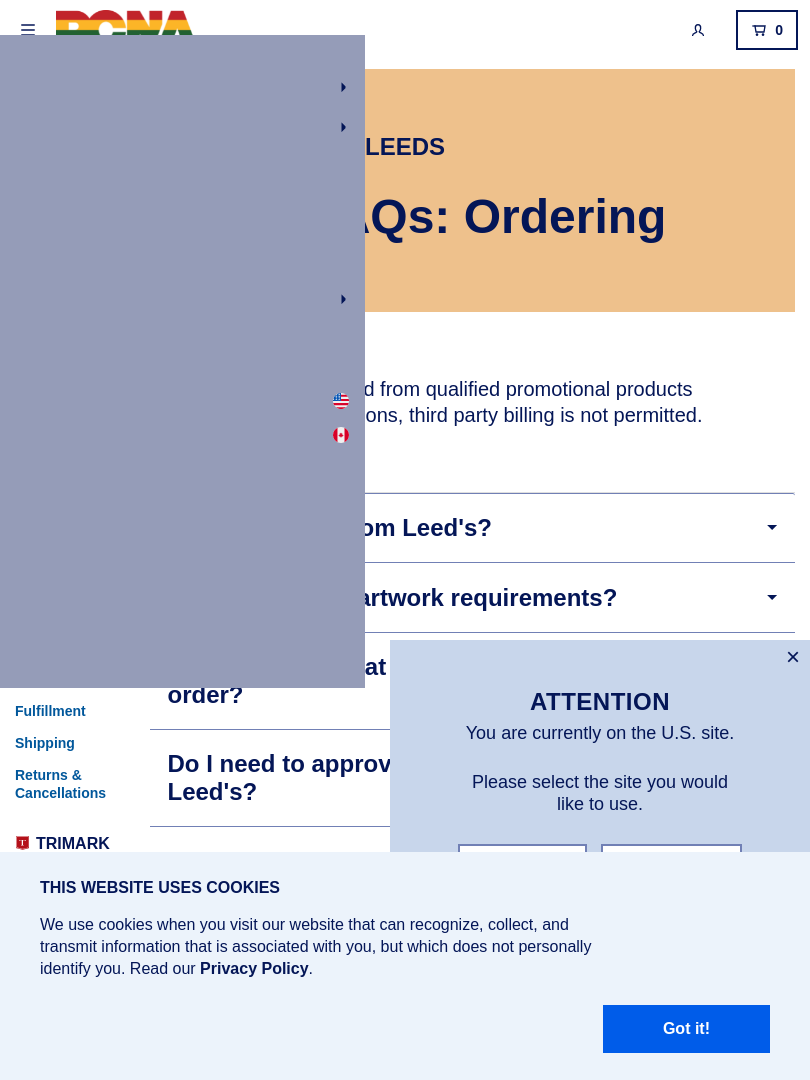 PCNA
0
LEEDS
AQs: Ordering
d from qualified promotional products
ons, third party billing is not permitted.
om Leed's?
artwork requirements?
at
order?
Do I need to approv
Leed's?
Fulfillment
Shipping
Returns &
Cancellations
T TRIMARK
ATTENTION
You are currently on the U.S. site.
Please select the site you would
like to use.
THIS WEBSITE USES COOKIES
We use cookies when you visit our website that can recognize, collect, and
transmit information that is associated with you, but which does not personally
identify you. Read our Privacy Policy.
Got it!